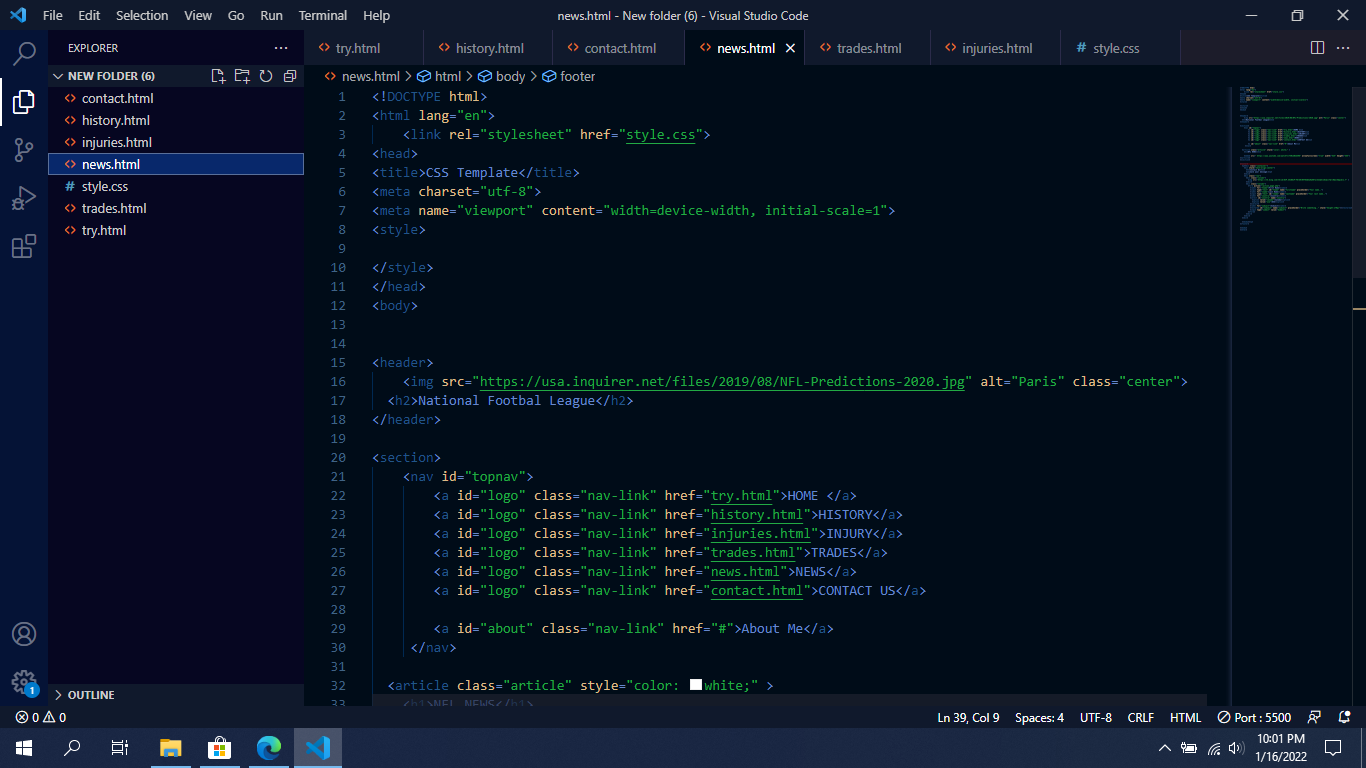 File Edit Selection View Go Run Terminal Help
news.html - New folder (6) - Visual Studio Code
EXPLORER
NEW FOLDER (6)
contact.html
history.html
injuries.html
news.html
style.css
trades.html
try.html
OUTLINE
try.html history.html contact.html news.html trades.html injuries.html style.css
news.html > html > body > footer
1 <!DOCTYPE html>
2 <html lang="en">
3 <link rel="stylesheet" href="style.css">
4 <head>
5 <title>CSS Template</title>
6 <meta charset="utf-8">
7 <meta name="viewport" content="width=device-width, initial-scale=1">
8 <style>
9
10 </style>
11 </head>
12 <body>
13
14
15 <header>
16 <img src="https://usa.inquirer.net/files/2019/08/NFL-Predictions-2020.jpg" alt="Paris" class="center">
17 <h2>National Footbal League</h2>
18 </header>
19
20 <section>
21 <nav id="topnav">
22 <a id="logo" class="nav-link" href="try.html">HOME </a>
23 <a id="logo" class="nav-link" href="history.html">HISTORY</a>
24 <a id="logo" class="nav-link" href="injuries.html">INJURY</a>
25 <a id="logo" class="nav-link" href="trades.html">TRADES</a>
26 <a id="logo" class="nav-link" href="news.html">NEWS</a>
27 <a id="logo" class="nav-link" href="contact.html">CONTACT US</a>
28
29 <a id="about" class="nav-link" href="#">About Me</a>
30 </nav>
31
32 <article class="article" style="color: white;" >
33 <h1>NFL NEWS</h1>
1
0 0 Ln 39, Col 9 Spaces: 4 UTF-8 CRLF HTML Port : 5500
10:01 PM
1/16/2022